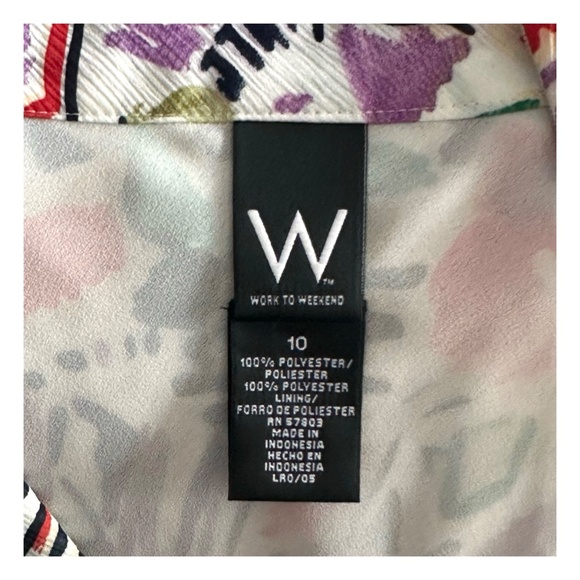 W
™
WORK TO WEEKEND
10
100% POLYESTER/
POLIESTER
100% POLYESTER
LINING/
FORRO DE POLIESTER
RN 57803
MADE IN
INDONESIA
HECHO EN
INDONESIA
LR0/05